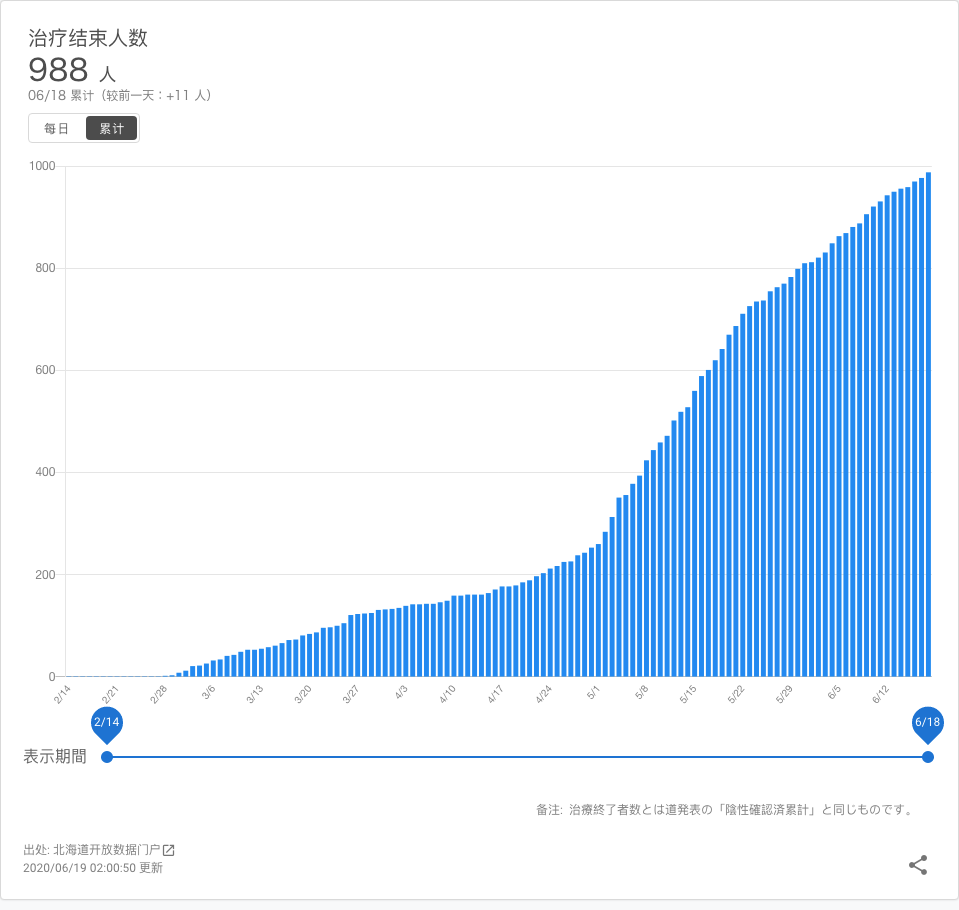 治疗结束人数
988 人
06/18 累计（较前一天：+11 人）
每日 累计
1000
800
600
400
200
0
2/14 2/21 2/28 3/6 3/13 3/20 3/27 4/3 4/10 4/17 4/24 5/1 5/8 5/15 5/22 5/29 6/5 6/12
2/14 6/18
表示期間
备注: 治療終了者数とは道発表の「陰性確認済累計」と同じものです。
出处: 北海道开放数据门户
2020/06/19 02:00:50 更新